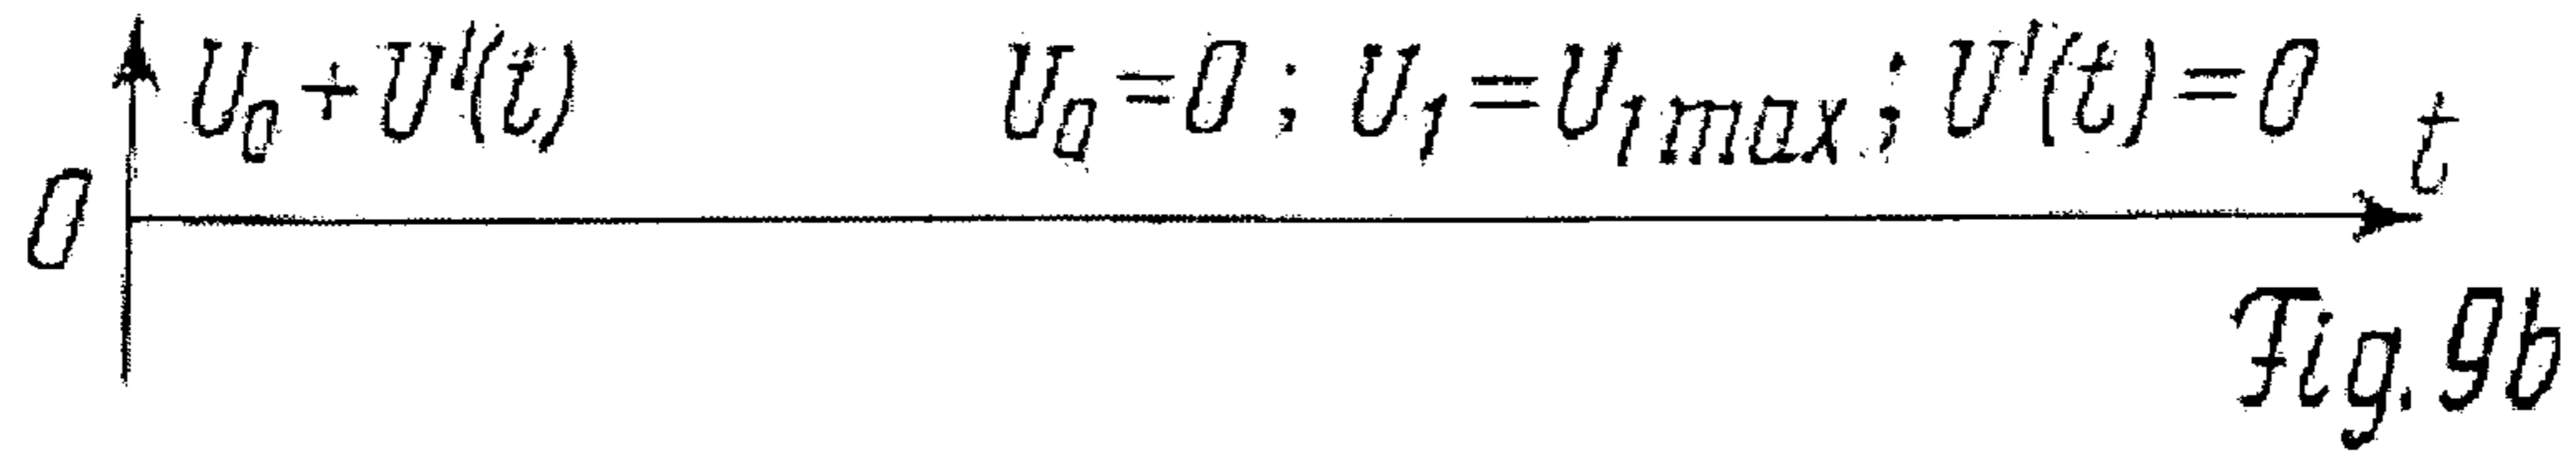 U₀ + U'(t)
U₀ = 0 ; U₁ = U₁max ; U'(t) = 0
t
0
Fig. 9b